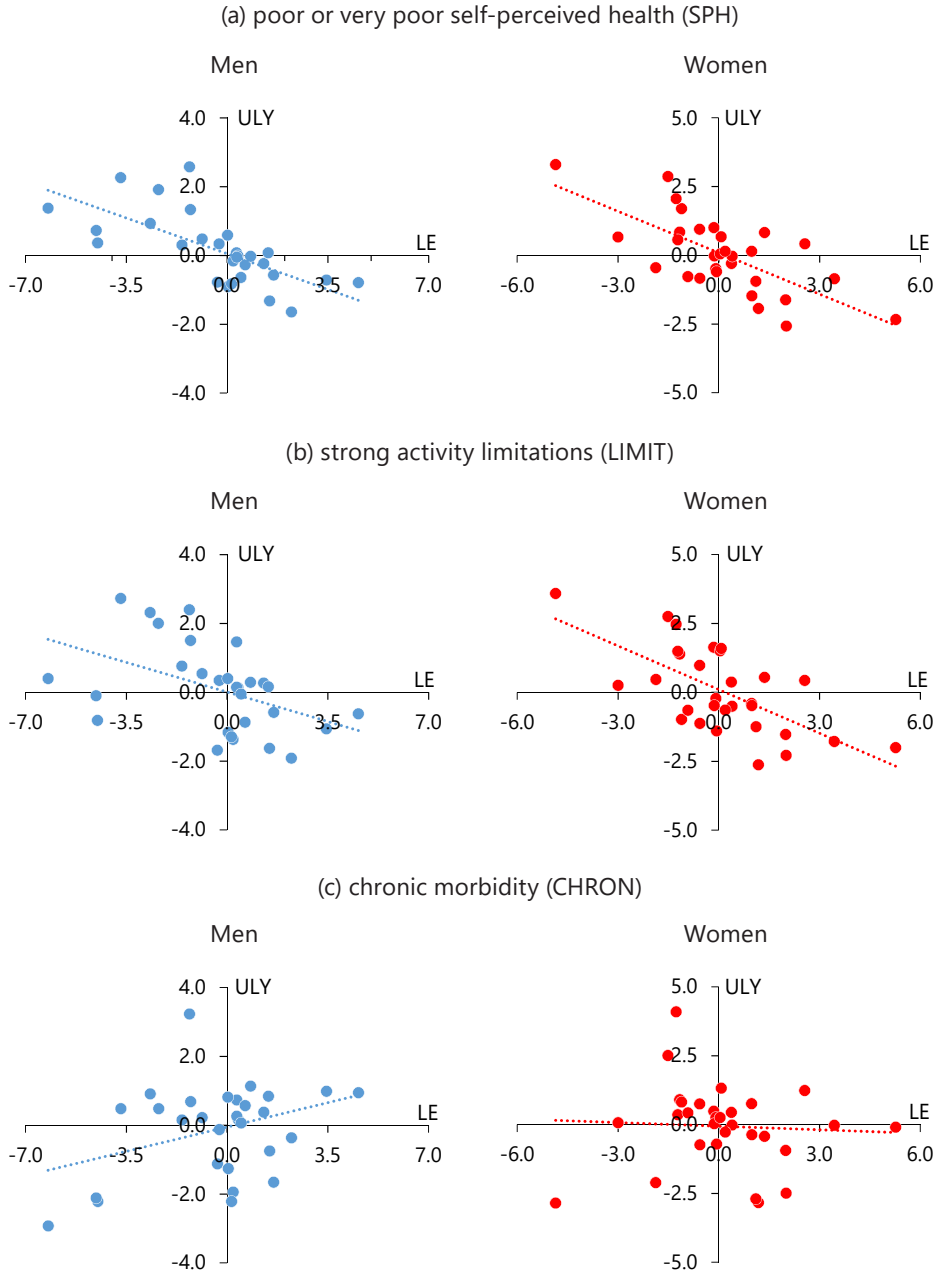 (a) poor or very poor self-perceived health (SPH)
Men
Women
4.0 ULY
2.0
0.0 LE
-7.0 -3.5 0.0 3.5 7.0
-2.0
-4.0
5.0 ULY
2.5
0.0 LE
-6.0 -3.0 0.0 3.0 6.0
-2.5
-5.0
(b) strong activity limitations (LIMIT)
Men
Women
4.0 ULY
2.0
0.0 LE
-7.0 -3.5 0.0 3.5 7.0
-2.0
-4.0
5.0 ULY
2.5
0.0 LE
-6.0 -3.0 0.0 3.0 6.0
-2.5
-5.0
(c) chronic morbidity (CHRON)
Men
Women
4.0 ULY
2.0
0.0 LE
-7.0 -3.5 0.0 3.5 7.0
-2.0
-4.0
5.0 ULY
2.5
0.0 LE
-6.0 -3.0 0.0 3.0 6.0
-2.5
-5.0